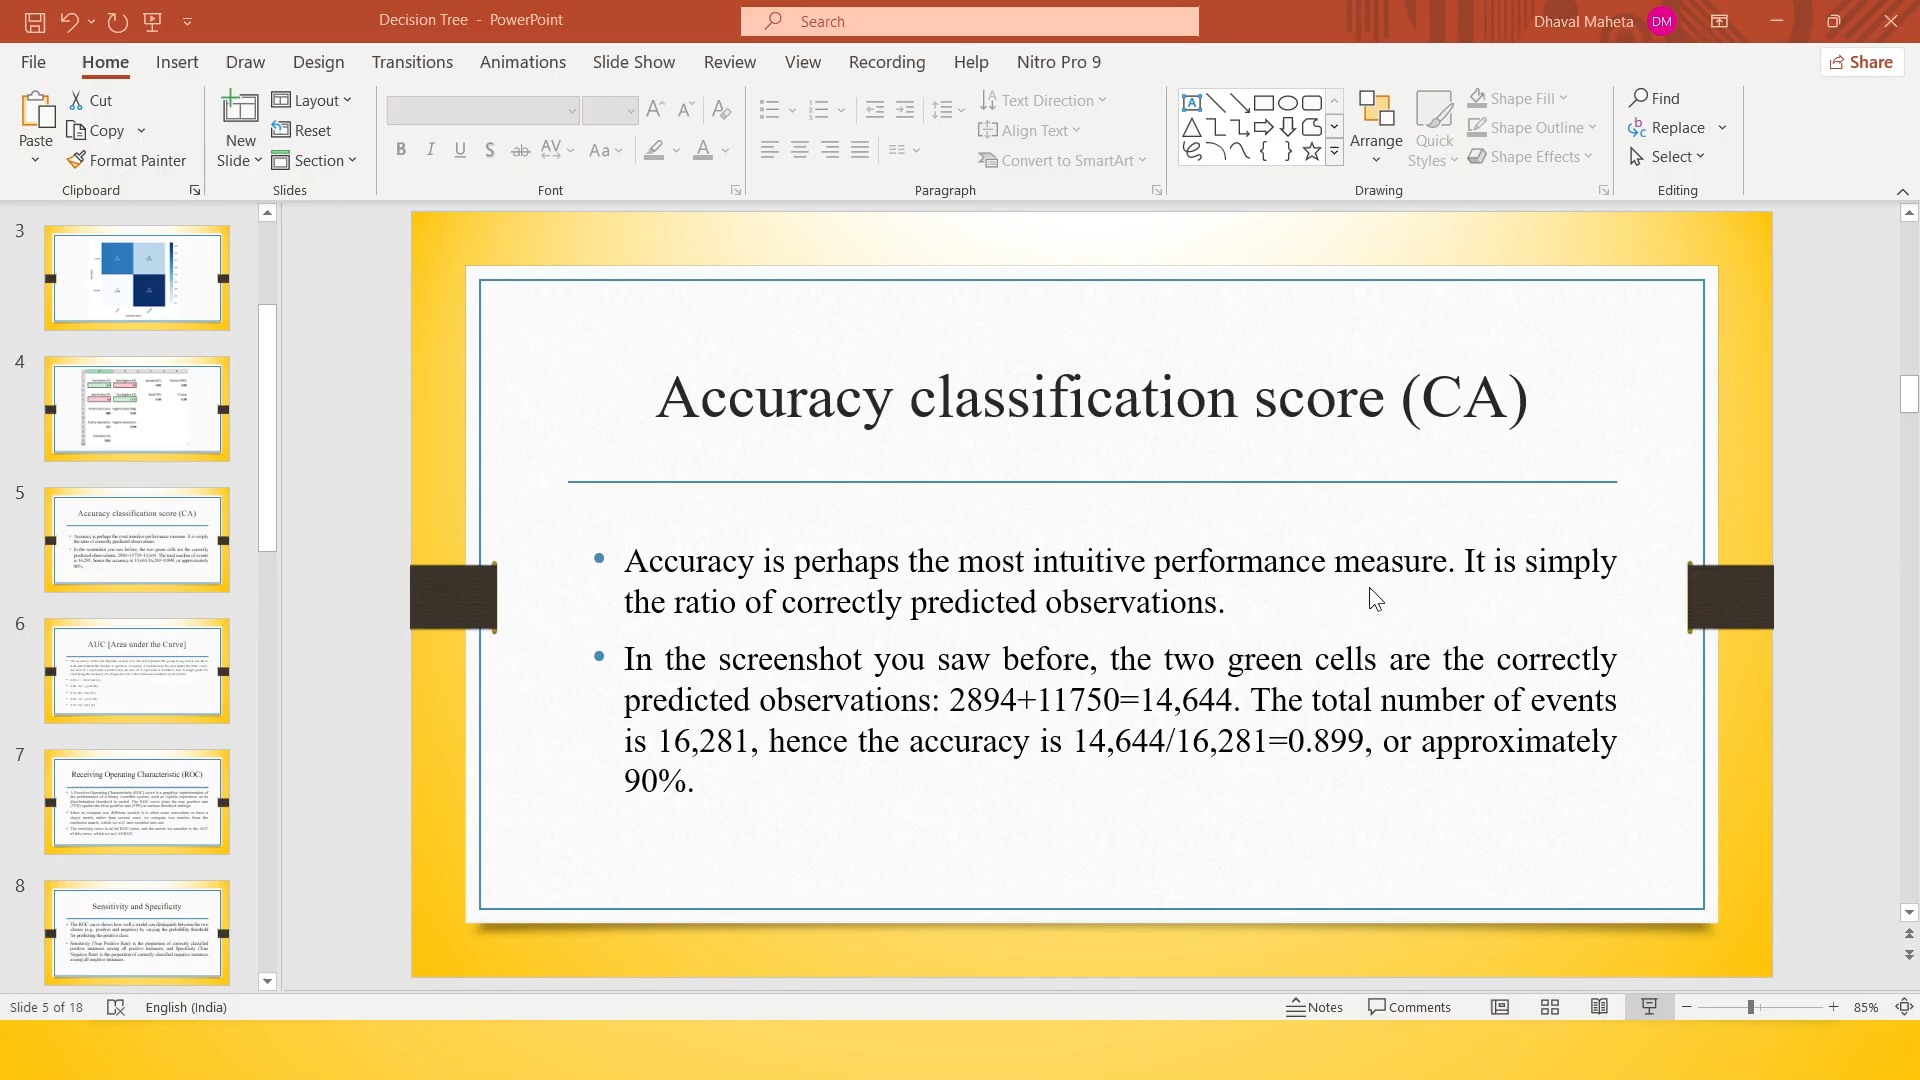 Decision Tree - PowerPoint
Search
Dhaval Maheta DM
File Home Insert Draw Design Transitions Animations Slide Show Review View Recording Help Nitro Pro 9 Share
Paste
Cut
Copy
Format Painter
Clipboard
New Slide
Layout
Reset
Section
Slides
Font
Text Direction
Align Text
Convert to SmartArt
Paragraph
Arrange
Quick Styles
Shape Fill
Shape Outline
Shape Effects
Drawing
Find
Replace
Select
Editing
3
4
5
Accuracy classification score (CA)
6
AUC [Area under the Curve]
7
Receiving Operating Characteristic (ROC)
8
Sensitivity and Specificity
Accuracy classification score (CA)
• Accuracy is perhaps the most intuitive performance measure. It is simply
the ratio of correctly predicted observations.
• In the screenshot you saw before, the two green cells are the correctly
predicted observations: 2894+11750=14,644. The total number of events
is 16,281, hence the accuracy is 14,644/16,281=0.899, or approximately
90%.
Slide 5 of 18 English (India) Notes Comments 85%